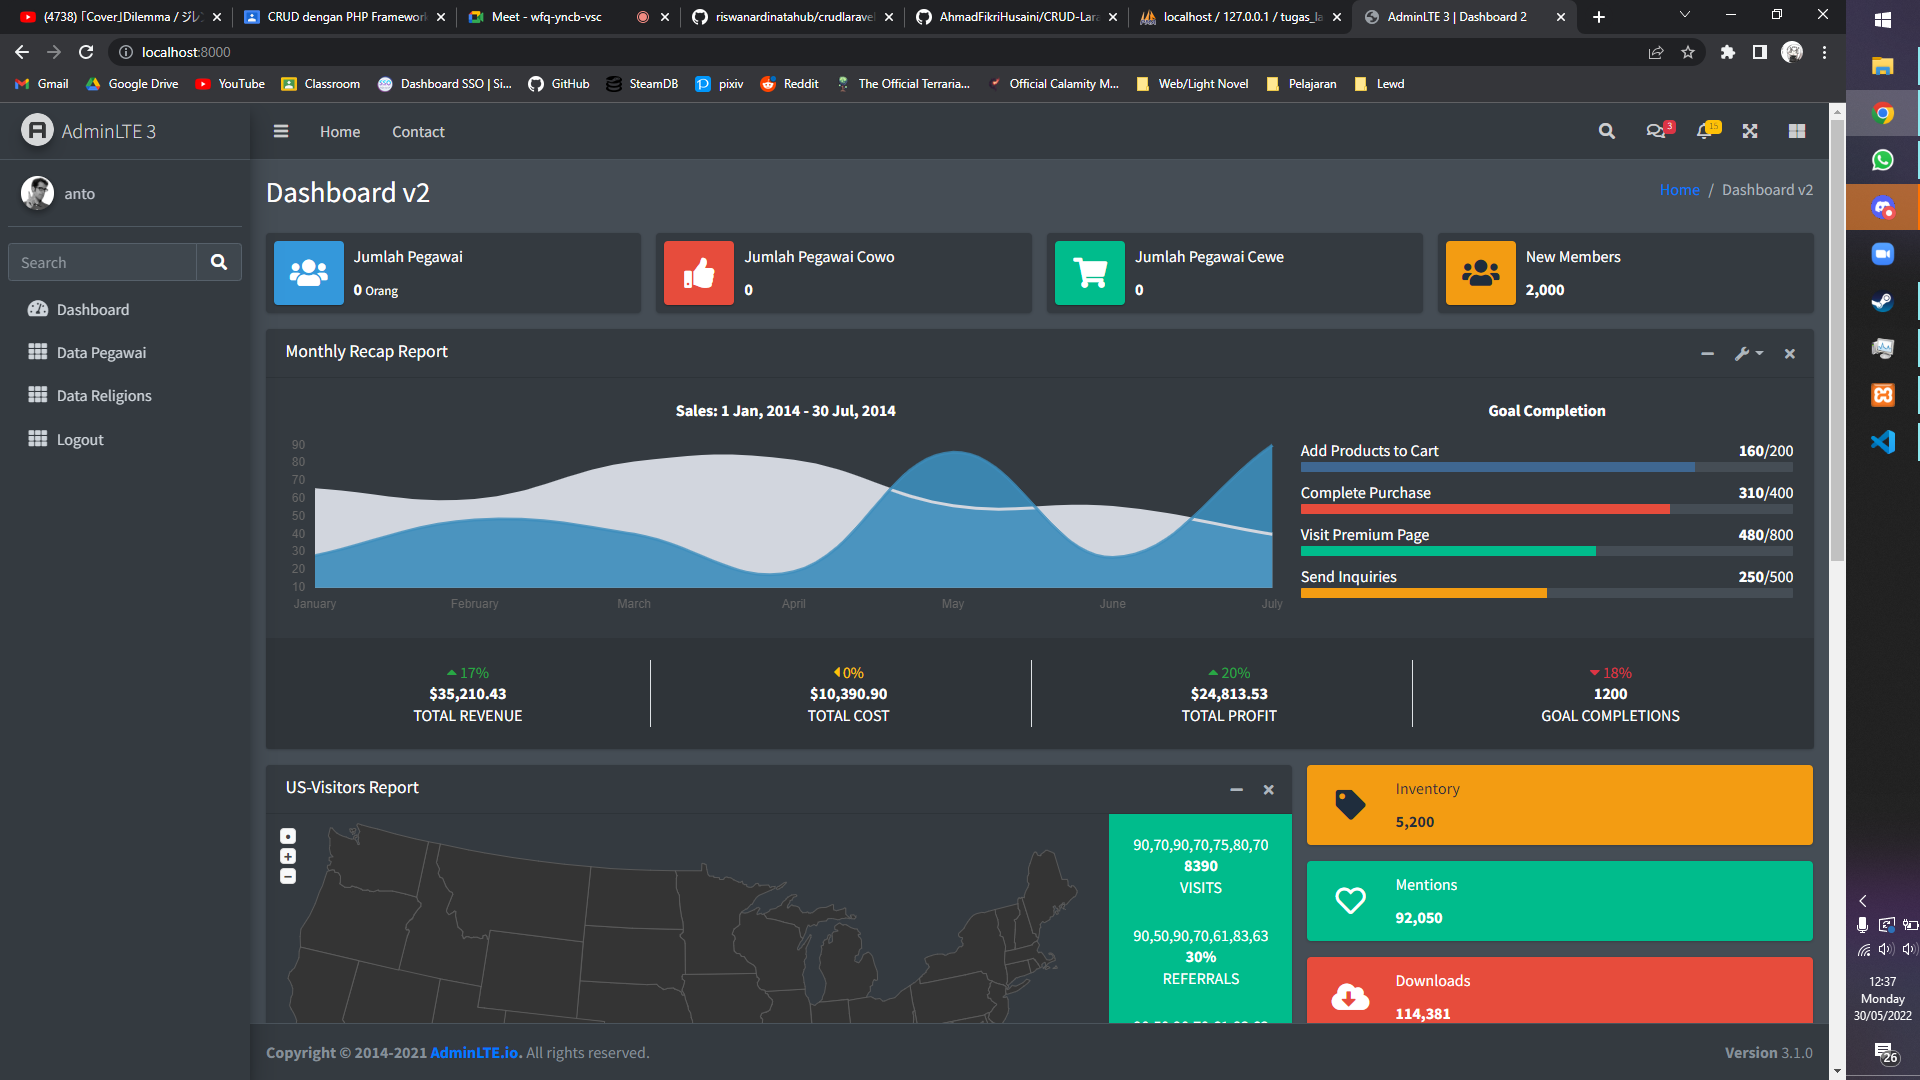 (4738) 「Cover」Dilemma / ジレン
CRUD dengan PHP Framework
Meet - wfq-yncb-vsc
riswanardinatahub/crudlaravel
AhmadFikriHusaini/CRUD-Lara
localhost / 127.0.0.1 / tugas_la
AdminLTE 3 | Dashboard 2
localhost:8000
Gmail
Google Drive
YouTube
Classroom
Dashboard SSO | Si...
GitHub
SteamDB
pixiv
Reddit
The Official Terraria...
Official Calamity M...
Web/Light Novel
Pelajaran
Lewd
AdminLTE 3
Home
Contact
3
15
anto
Search
Dashboard
Data Pegawai
Data Religions
Logout
Dashboard v2
Home / Dashboard v2
Jumlah Pegawai
0 Orang
Jumlah Pegawai Cowo
0
Jumlah Pegawai Cewe
0
New Members
2,000
Monthly Recap Report
Sales: 1 Jan, 2014 - 30 Jul, 2014
90
80
70
60
50
40
30
20
10
January
February
March
April
May
June
July
Goal Completion
Add Products to Cart 160/200
Complete Purchase 310/400
Visit Premium Page 480/800
Send Inquiries 250/500
17%
$35,210.43
TOTAL REVENUE
0%
$10,390.90
TOTAL COST
20%
$24,813.53
TOTAL PROFIT
18%
1200
GOAL COMPLETIONS
US-Visitors Report
90,70,90,70,75,80,70
8390
VISITS
90,50,90,70,61,83,63
30%
REFERRALS
Inventory
5,200
Mentions
92,050
Downloads
114,381
Copyright © 2014-2021 AdminLTE.io. All rights reserved.
Version 3.1.0
12:37
Monday
30/05/2022
26